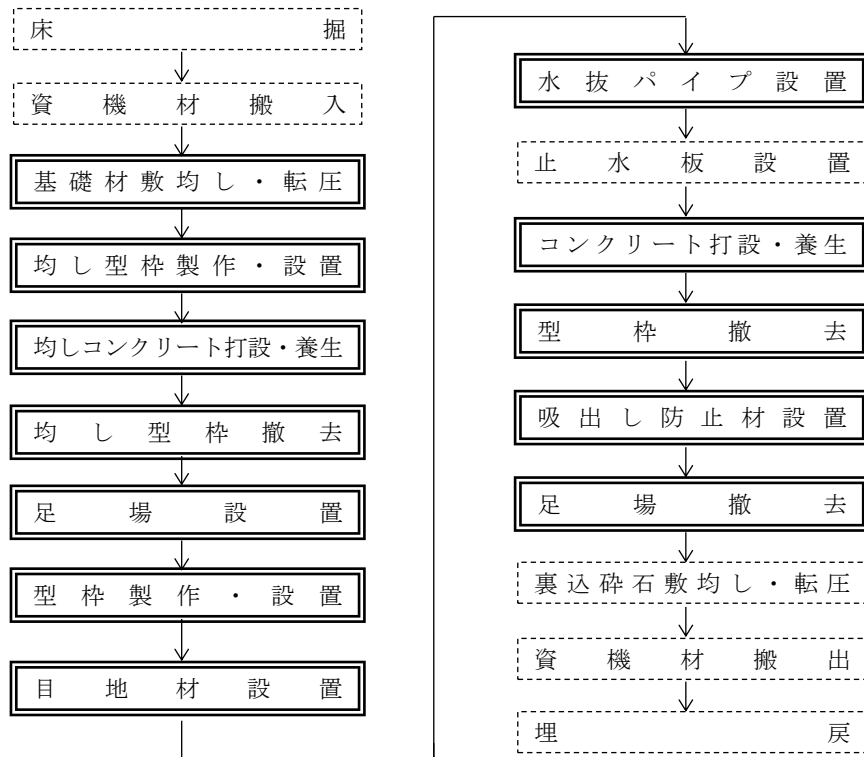 床掘
資機材搬入
基礎材敷均し・転圧
均し型枠製作・設置
均しコンクリート打設・養生
均し型枠撤去
足場設置
型枠製作・設置
目地材設置
水抜パイプ設置
止水板設置
コンクリート打設・養生
型枠撤去
吸出し防止材設置
足場撤去
裏込砕石敷均し・転圧
資機材搬出
埋戻